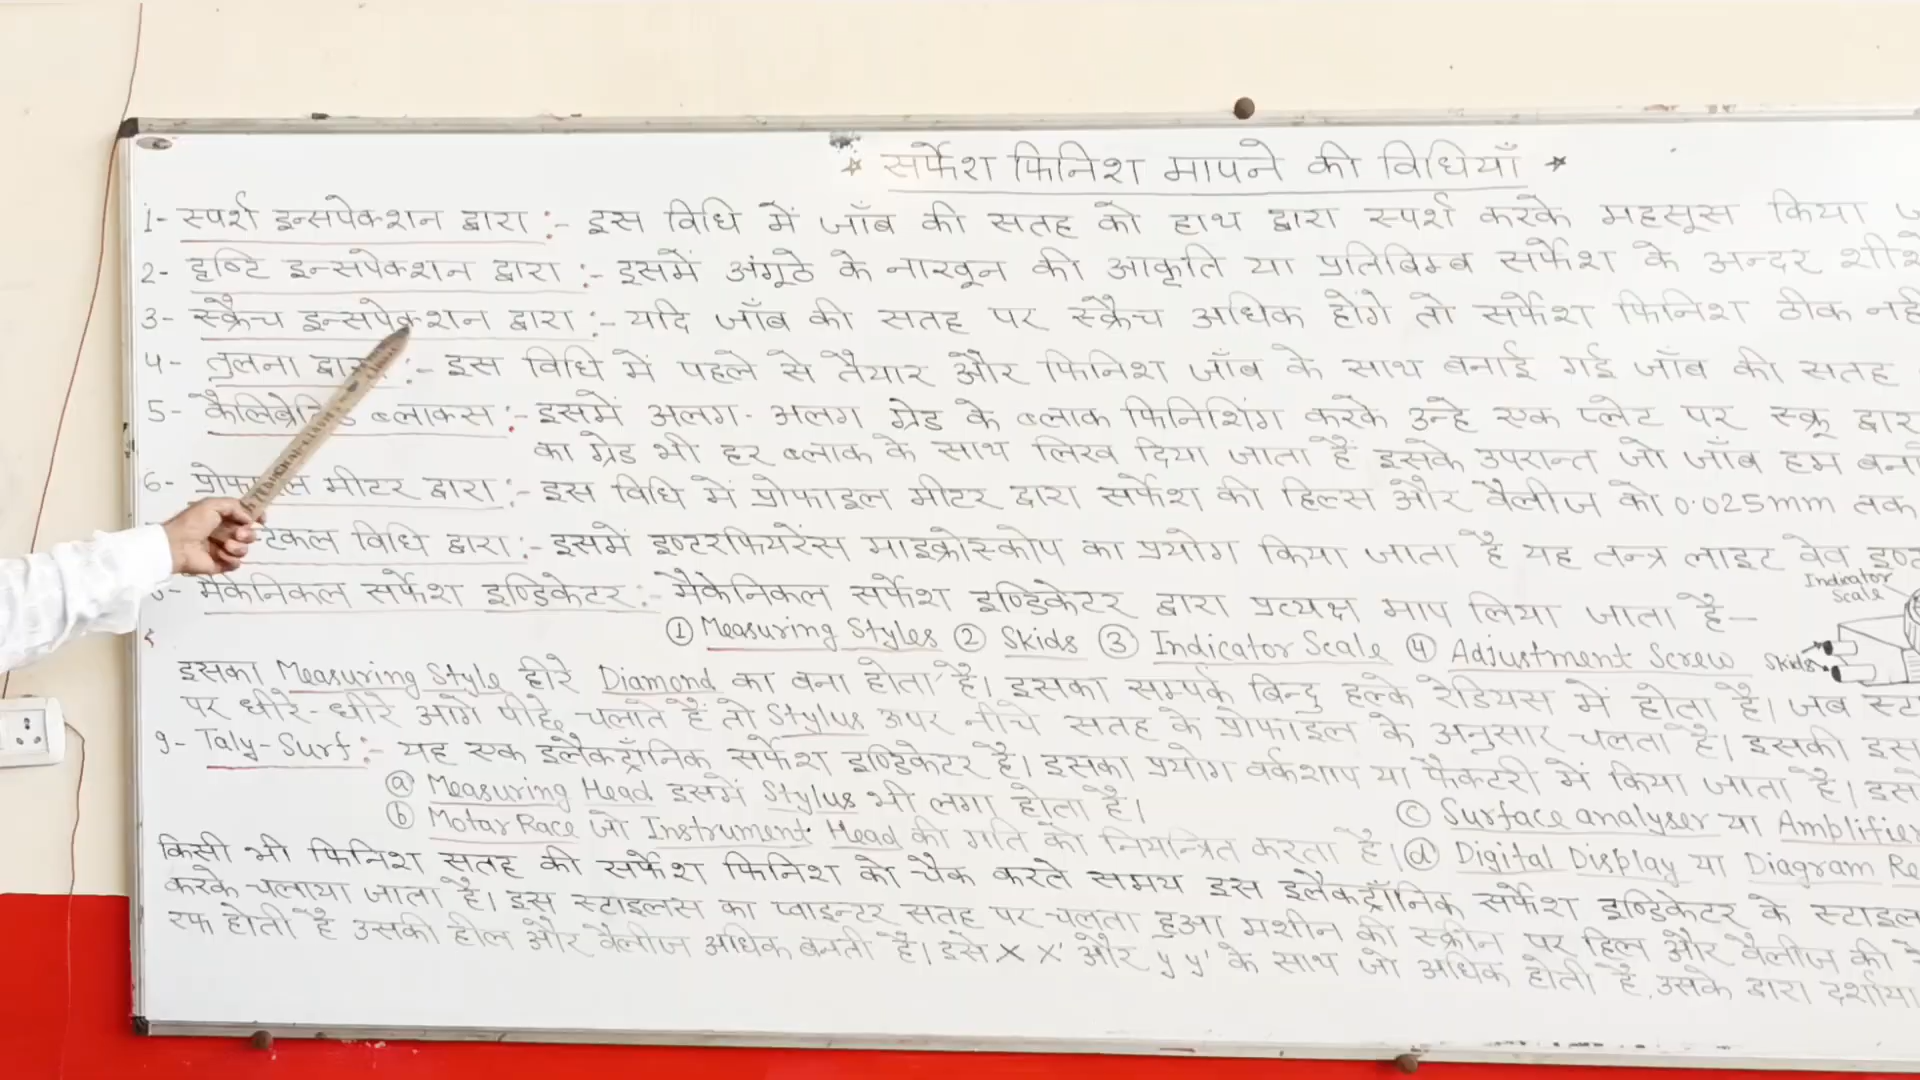 * सर्फेश फिनिश मापने की विधियाँ *
1- स्पर्श इन्सपेकशन द्वारा :- इस विधि में जॉब की सतह को हाथ द्वारा स्पर्श करके महसूस किया
2- दृष्टि इन्सपेकशन द्वारा :- इसमें अंगूठे के नाखून की आकृति या प्रतिबिम्ब सर्फेश के अन्दर
3- स्क्रैच इन्सपेकशन द्वारा :- यदि जॉब की सतह पर स्क्रैच अधिक होंगे तो सर्फेश फिनिश ठीक
4- तुलना :- इस विधि में पहले से तैयार और फिनिश जॉब के साथ बनाई गई जॉब की सतह
5- ब्लाकस :- इसमें अलग-अलग ग्रेड के ब्लाक फिनिशिंग करके उन्हे एक प्लेट पर स्क्रू
का ग्रेड भी हर ब्लाक के साथ लिख दिया जाता है इसके उपरान्त जो जॉब हम
6- मीटर द्वारा :- इस विधि में प्रोफाइल मीटर द्वारा सर्फेश की हिल्स और वैलीज को 0.025mm तक
विधि द्वारा :- इसमें इण्टरफियरेंस माइक्रोस्कोप का प्रयोग किया जाता है यह तन्त्र लाइट वेव
मैकेनिकल सर्फेश इण्डिकेटर :- मैकेनिकल सर्फेश इण्डिकेटर द्वारा प्रत्यक्ष माप लिया जाता है-
① Measuring Styles ② Skids ③ Indicator Scale ④ Adjustment Screw
Indicator
Scale
Skids
इसका Measuring Style हीरे Diamond का बना होता है। इसका सम्पर्क बिन्दु हल्के रेडियस में होता है। जब
पर धीरे-धीरे आगे पीछे चलाते हैं तो Stylus ऊपर नीचे सतह के प्रोफाइल के अनुसार चलता है। इसकी
9- Taly-Surf :- यह एक इलैक्ट्रॉनिक सर्फेश इण्डिकेटर है। इसका प्रयोग वर्कशाप या फैक्टरी में किया जाता है।
ⓐ Measuring Head इसमें Stylus भी लगा होता है।
ⓒ Surface analyser या Amplifier
ⓑ Motar Race जो Instrument Head की गति को नियन्त्रित करता है।
ⓓ Digital Display या Diagram
किसी भी फिनिश सतह की सर्फेश फिनिश को चैक करते समय इस इलैक्ट्रॉनिक सर्फेश इण्डिकेटर के
करके चलाया जाता है। इस स्टाइलस का प्वाइन्टर सतह पर चलता हुआ मशीन की स्क्रीन पर हिल और वैलीज की
रफ होती है उसकी हील और वैलीज अधिक बनती है। इसे X X' और y y' के साथ जो अधिक होती है, उसके द्वारा